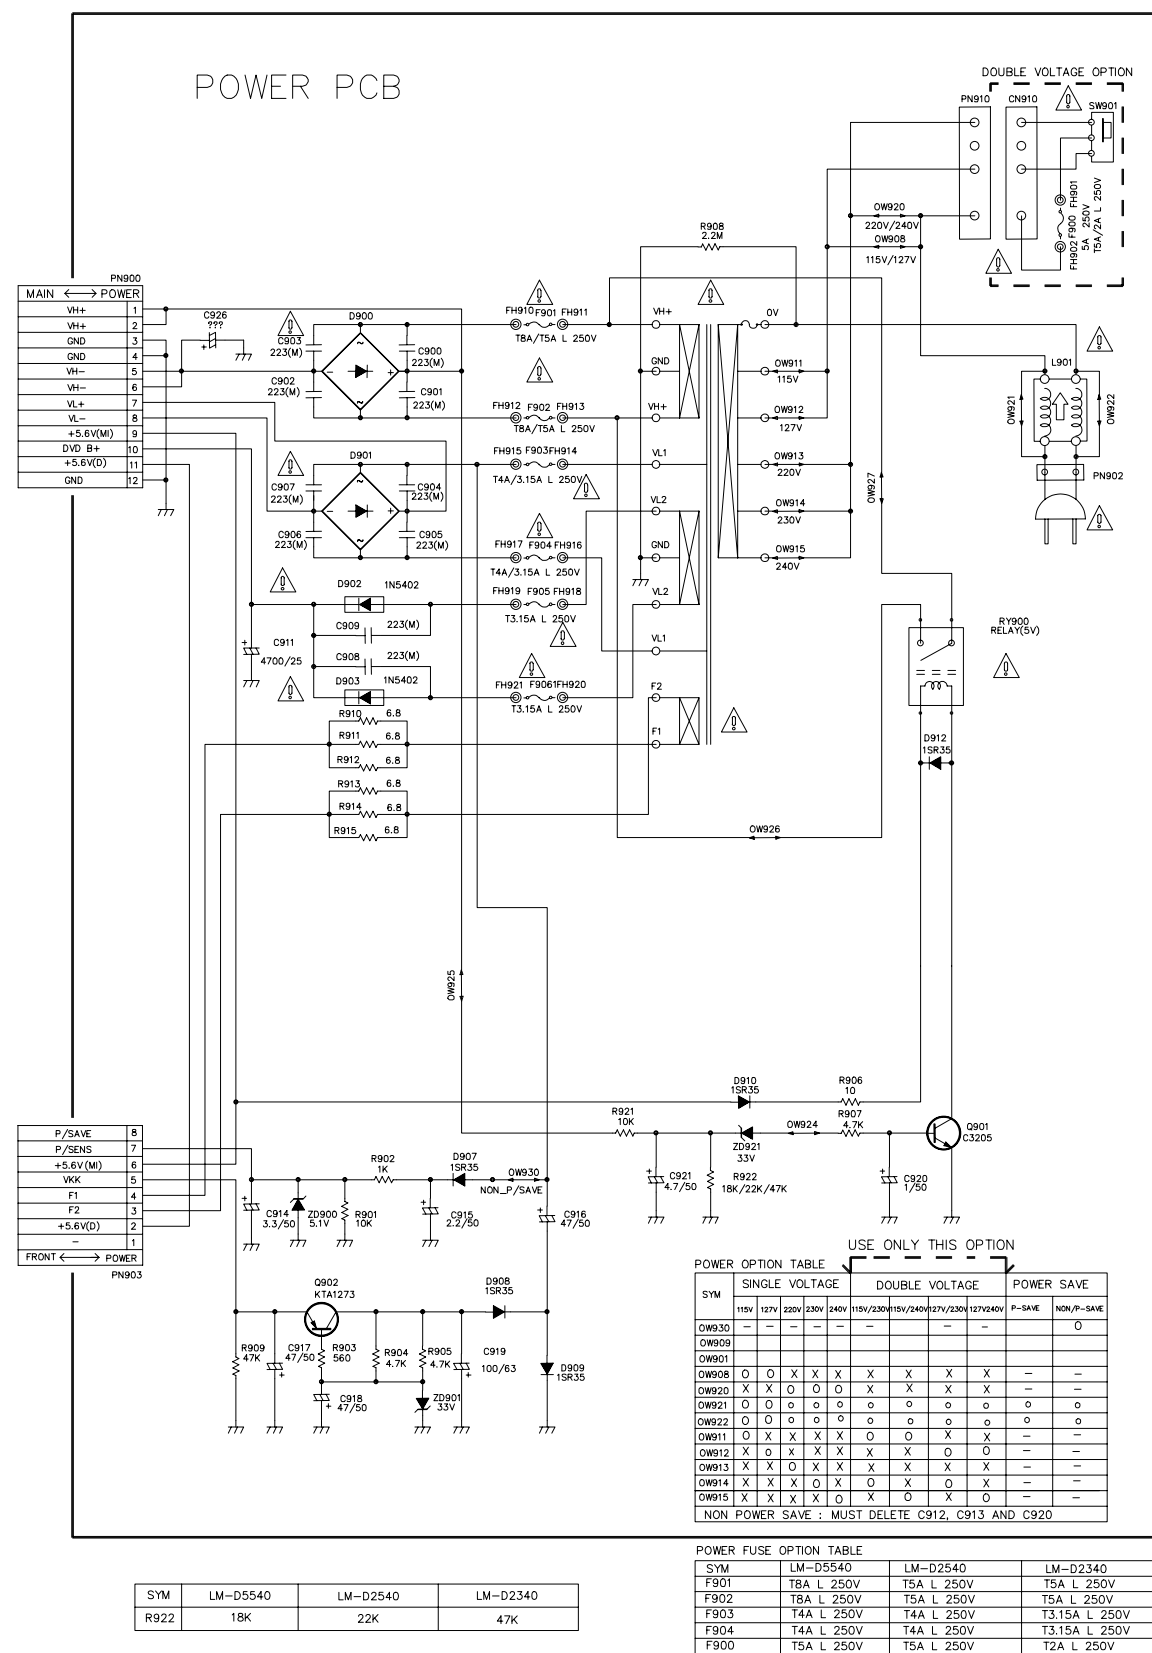 POWER PCB
DOUBLE VOLTAGE OPTION
PN910
CN910
SW901
FH902 F900 FH901
5A 250V
T5A/2A L 250V
OW920
220V/240V
OW908
115V/127V
R908
2.2M
PN900
MAIN ⟷ POWER
VH+ 1
VH+ 2
GND 3
GND 4
VH- 5
VH- 6
VL+ 7
VL- 8
+5.6V(MI) 9
DVD B+ 10
+5.6V(D) 11
GND 12
C926
???
+
C903
223(M)
D900
C900
223(M)
C902
223(M)
C901
223(M)
~
- +
~
FH910 F901 FH911
T8A/T5A L 250V
FH912 F902 FH913
T8A/T5A L 250V
FH915 F903 FH914
T4A/3.15A L 250V
FH917 F904 FH916
T4A/3.15A L 250V
FH919 F905 FH918
T3.15A L 250V
FH921 F9061FH920
T3.15A L 250V
D901
~
- +
~
C907
223(M)
C904
223(M)
C906
223(M)
C905
223(M)
D902 1N5402
C909 223(M)
C908 223(M)
D903 1N5402
+
C911
4700/25
R910 6.8
R911 6.8
R912 6.8
R913 6.8
R914 6.8
R915 6.8
VH+
GND
VH+
VL1
VL2
GND
VL2
VL1
F2
F1
0V
OW911
115V
OW912
127V
OW913
220V
OW914
230V
OW915
240V
OW927
L901
OW921
OW922
PN902
RY900
RELAY(5V)
D912
1SR35
OW926
OW925
D910
1SR35
R906
10
R921
10K
ZD921
33V
OW924
R907
4.7K
Q901
C3205
+
C921
4.7/50
R922
18K/22K/47K
+
C920
1/50
P/SAVE 8
P/SENS 7
+5.6V(MI) 6
VKK 5
F1 4
F2 3
+5.6V(D) 2
- 1
FRONT ⟷ POWER
PN903
R902
1K
D907
1SR35
OW930
NON_P/SAVE
+
C914
3.3/50
ZD900
5.1V
R901
10K
+
C915
2.2/50
+
C916
47/50
Q902
KTA1273
D908
1SR35
R909
47K
C917
47/50
+
R903
560
R904
4.7K
R905
4.7K
+
C919
100/63
D909
1SR35
C918
47/50
+
ZD901
33V
USE ONLY THIS OPTION
POWER OPTION TABLE
SYM SINGLE VOLTAGE DOUBLE VOLTAGE POWER SAVE
115V 127V 220V 230V 240V 115V/230V 115V/240V 127V/230V 127V240V P-SAVE NON/P-SAVE
OW930 - - - - - - - - O
OW909
OW901
OW908 O O X X X X X X X - -
OW920 X X O O O X X X X - -
OW921 O O o o o o o o o o o
OW922 O O o o o o o o o o o
OW911 O X X X X O O X X - -
OW912 X o x X X X X O O - -
OW913 X X O X X X X X X - -
OW914 X X X O X O X O X - -
OW915 X X X X O X O X O - -
NON POWER SAVE : MUST DELETE C912, C913 AND C920
POWER FUSE OPTION TABLE
SYM LM-D5540 LM-D2540 LM-D2340
F901 T8A L 250V T5A L 250V T5A L 250V
F902 T8A L 250V T5A L 250V T5A L 250V
F903 T4A L 250V T4A L 250V T3.15A L 250V
F904 T4A L 250V T4A L 250V T3.15A L 250V
F900 T5A L 250V T5A L 250V T2A L 250V
SYM LM-D5540 LM-D2540 LM-D2340
R922 18K 22K 47K